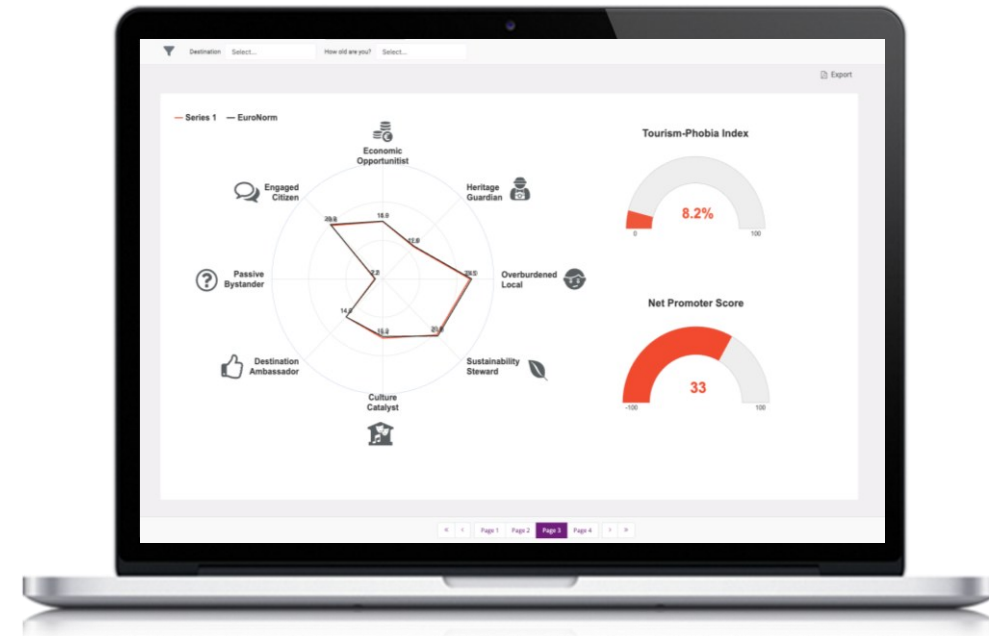 Destination Select... How old are you? Select...
Export
Series 1 EuroNorm
Economic
Opportunitist
Engaged
Citizen
Heritage
Guardian
Passive
Bystander
Overburdened
Local
Destination
Ambassador
Sustainability
Steward
Culture
Catalyst
Tourism-Phobia Index
8.2%
0 100
Net Promoter Score
33
-100 100
« ‹ Page 1 Page 2 Page 3 Page 4 › »